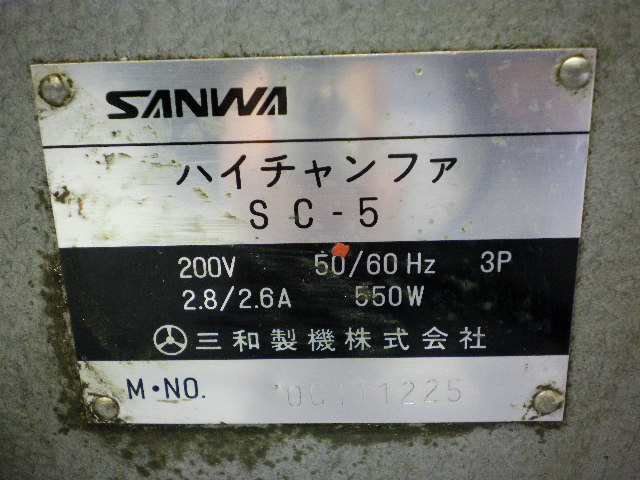 SANWA
ハイチャンファ
SC-5
200V 50/60Hz 3P
2.8/2.6A 550W
三和製機株式会社
M・NO.